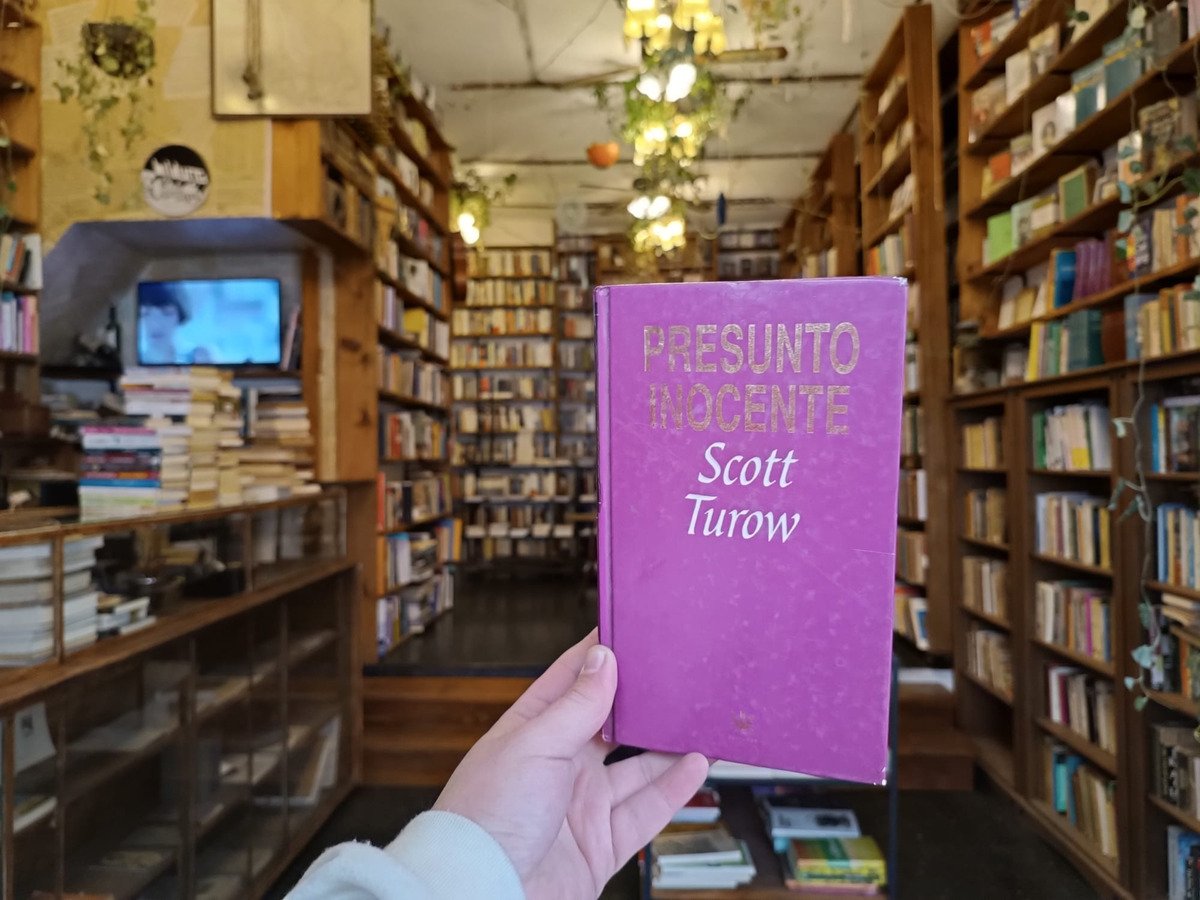 PRESUNTO
INOCENTE
Scott
Turow